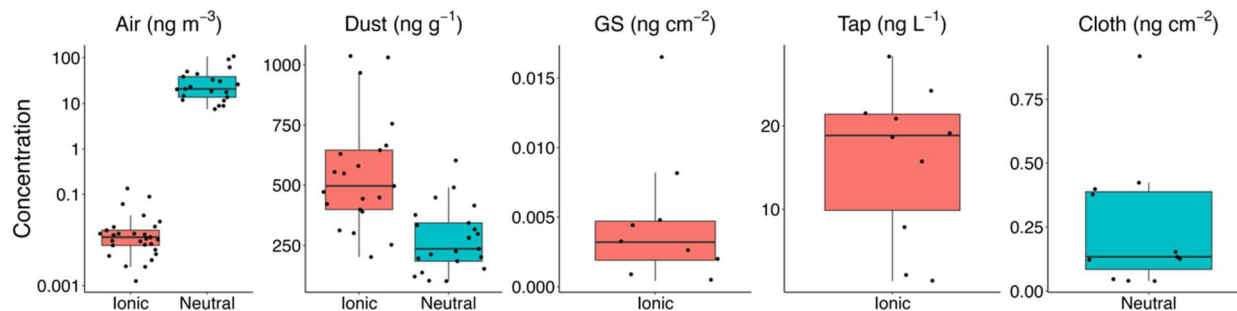 Air (ng m⁻³)
Dust (ng g⁻¹)
GS (ng cm⁻²)
Tap (ng L⁻¹)
Cloth (ng cm⁻²)
Concentration
100
10
1
0.1
0.001
Ionic
Neutral
1000
750
500
250
Ionic
Neutral
0.015
0.010
0.005
0.000
Ionic
20
10
Ionic
0.75
0.50
0.25
0.00
Neutral